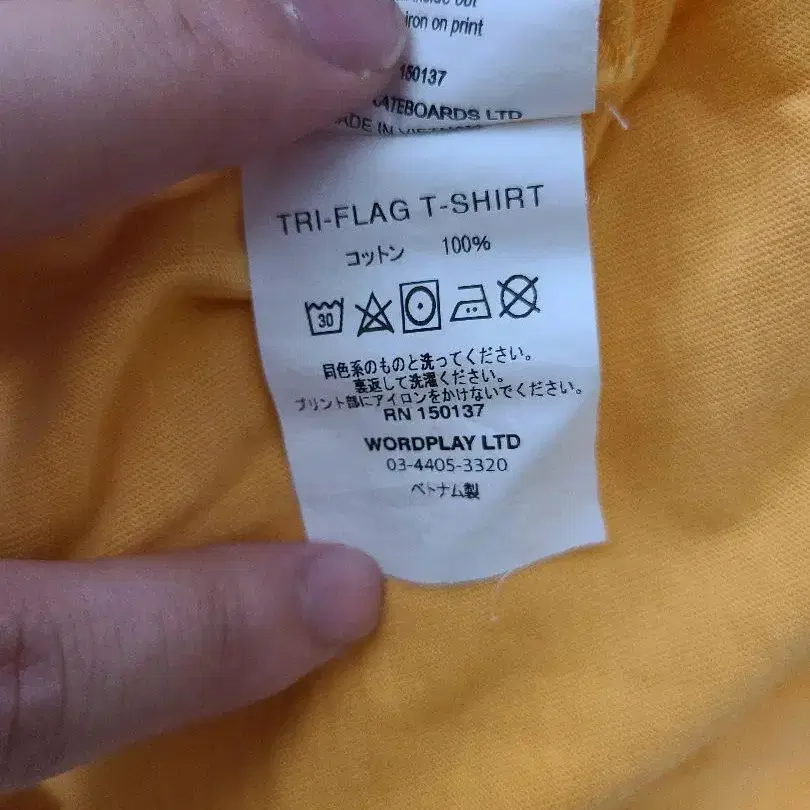 iron on print
150137
MADE IN
TRI-FLAG T-SHIRT
コットン 100%
30
同色系のものと洗ってください。
裏返して洗濯ください。
プリント部にアイロンをかけないでください。
RN 150137
WORDPLAY LTD
03-4405-3320
ベトナム製